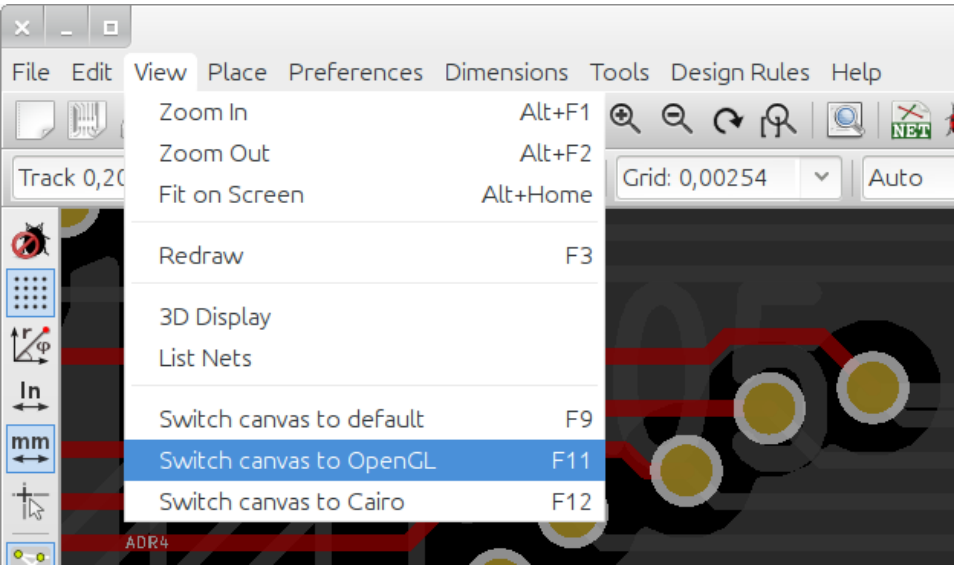 File Edit View Place Preferences Dimensions Tools Design Rules Help
NET
Track 0,20
Grid: 0,00254
Auto
Zoom In Alt+F1
Zoom Out Alt+F2
Fit on Screen Alt+Home
Redraw F3
3D Display
List Nets
Switch canvas to default F9
Switch canvas to OpenGL F11
Switch canvas to Cairo F12
r
φ
In
mm
05
ADR4